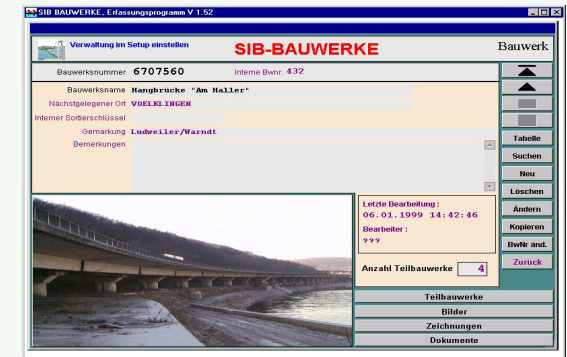 SIB BAUWERKE, Erfassungsprogramm V 1.52
Verwaltung im Setup einstellen
SIB-BAUWERKE
Bauwerk
Bauwerksnummer 6707560 Interne Bwnr. 432
Bauwerksname Hangbrücke "Am Haller"
Nächstgelegener Ort VOELKLINGEN
Interner Sortierschlüssel
Gemarkung Ludweiler/Warndt
Bemerkungen
Tabelle
Suchen
Neu
Löschen
Ändern
Kopieren
BwNr änd.
Zurück
Letzte Bearbeitung :
06.01.1999 14:42:46
Bearbeiter :
???
Anzahl Teilbauwerke 4
Teilbauwerke
Bilder
Zeichnungen
Dokumente